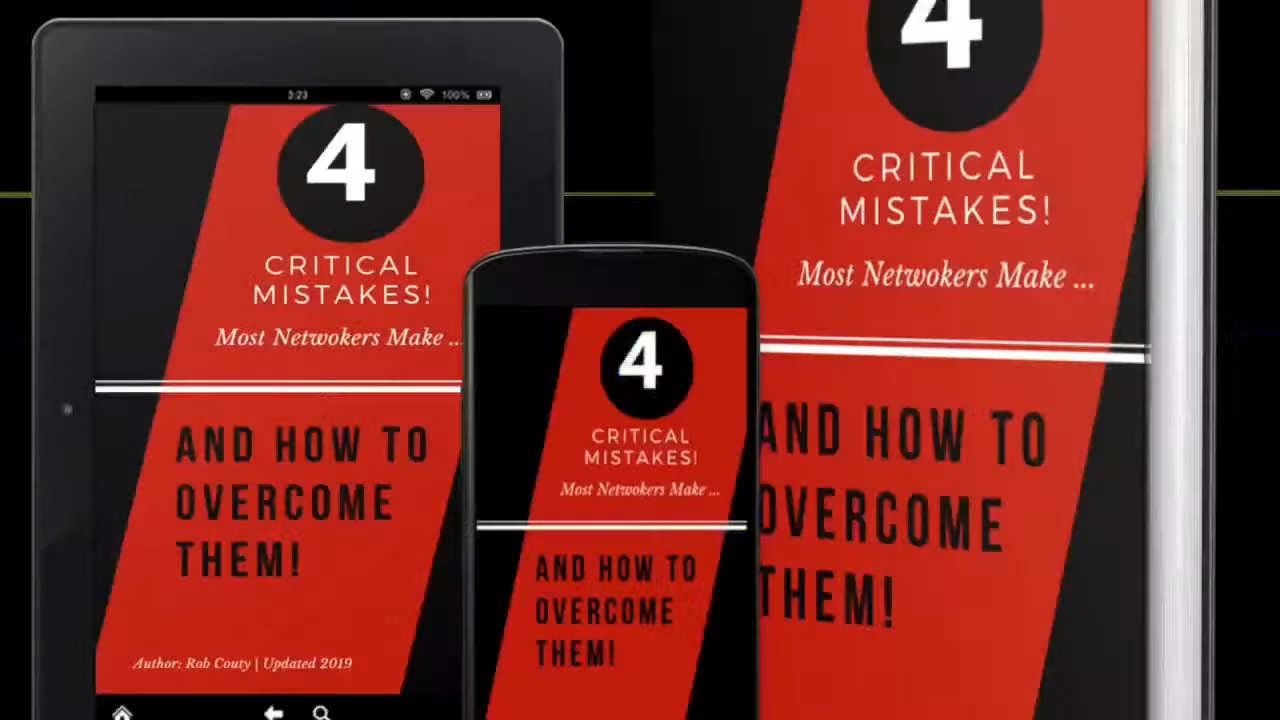 3:23
100%
4
CRITICAL
MISTAKES!
Most Netwokers Make ...
AND HOW TO
OVERCOME
THEM!
Author: Rob Couty | Updated 2019
4
CRITICAL
MISTAKES!
Most Netwokers Make ...
AND HOW TO
OVERCOME
THEM!
4
CRITICAL
MISTAKES!
Most Netwokers Make ...
AND HOW TO
OVERCOME
THEM!